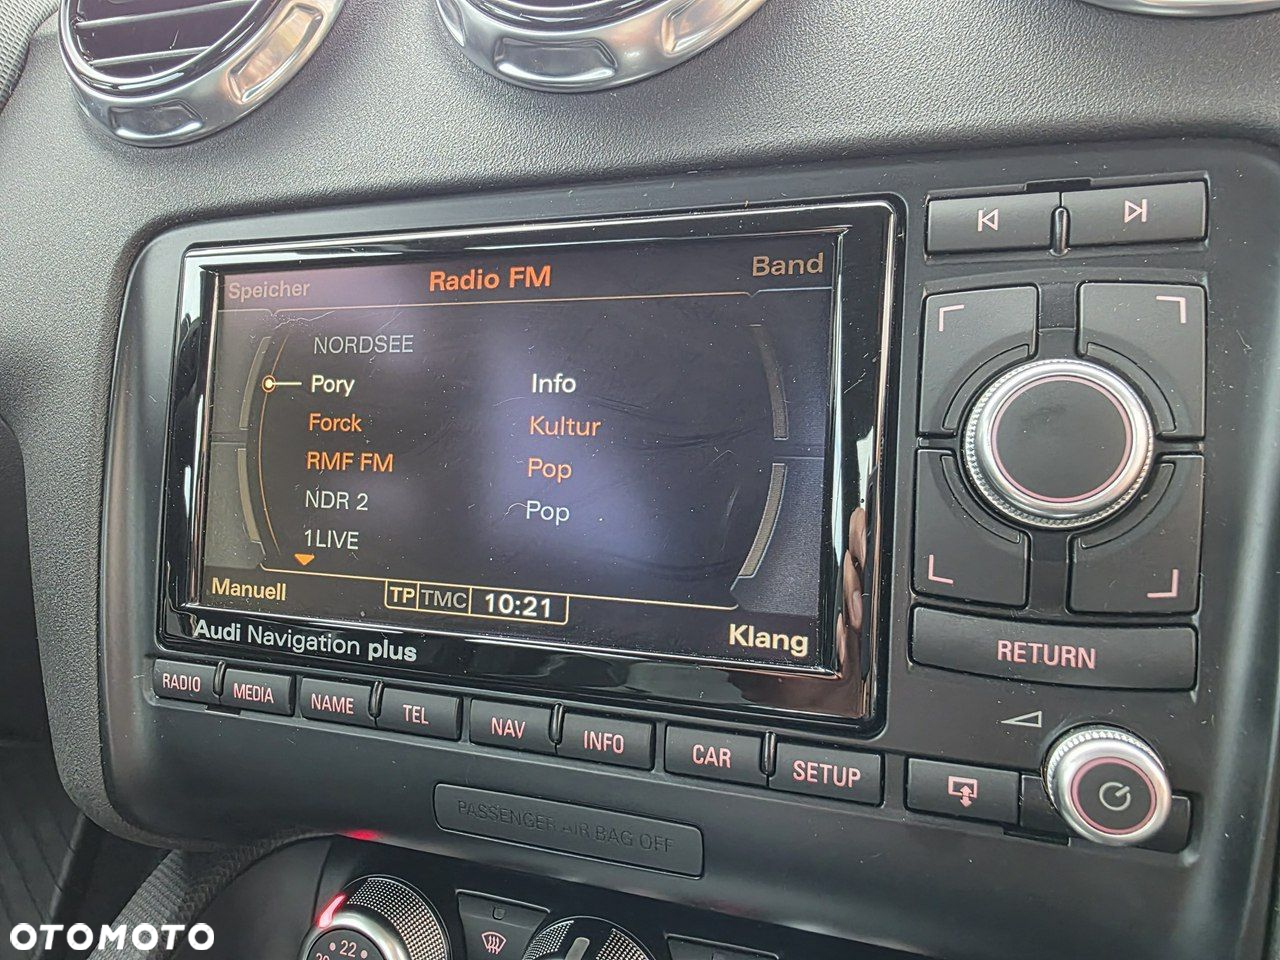 Speicher
Radio FM
Band
NORDSEE
Pory Info
Forck Kultur
RMF FM Pop
NDR 2 Pop
1LIVE
Manuell
TP TMC 10:21
Klang
Audi Navigation plus
RADIO
MEDIA
NAME
TEL
NAV
INFO
CAR
SETUP
RETURN
PASSENGER AIR BAG OFF
22
OTOMOTO